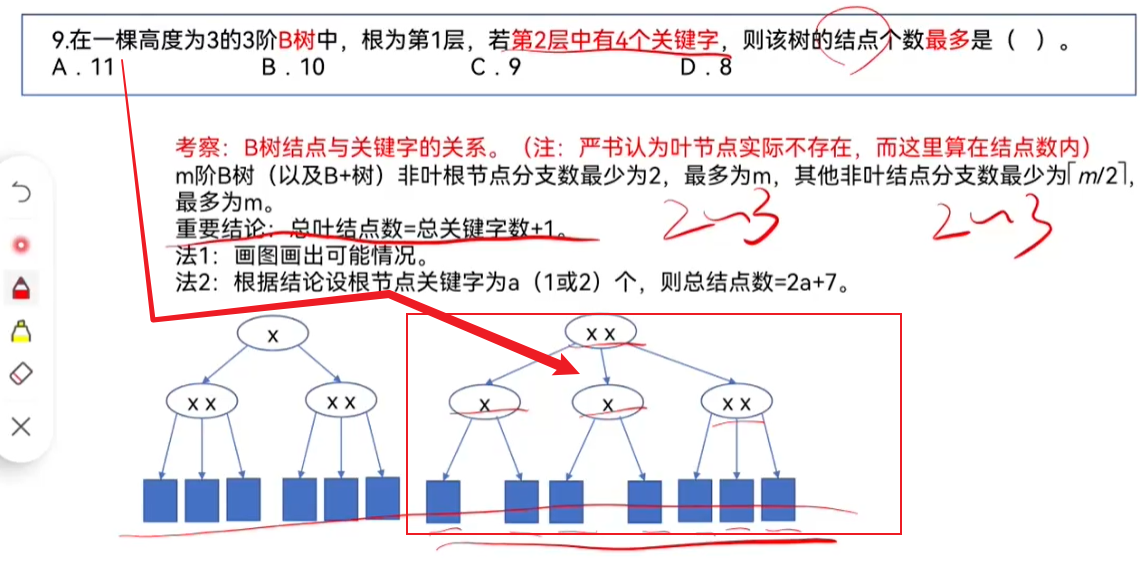 9.在一棵高度为3的3阶B树中，根为第1层，若第2层中有4个关键字，则该树的结点个数最多是（ ）。
A．11 B．10 C．9 D．8
考察：B树结点与关键字的关系。（注：严书认为叶节点实际不存在，而这里算在结点数内）
m阶B树（以及B+树）非叶根节点分支数最少为2，最多为m，其他非叶结点分支数最少为⌈m/2⌉，
最多为m。
2~3 2~3
重要结论：总叶结点数=总关键字数+1。
法1：画图画出可能情况。
法2：根据结论设根节点关键字为a（1或2）个，则总结点数=2a+7。
x x x
x x x x x x x x